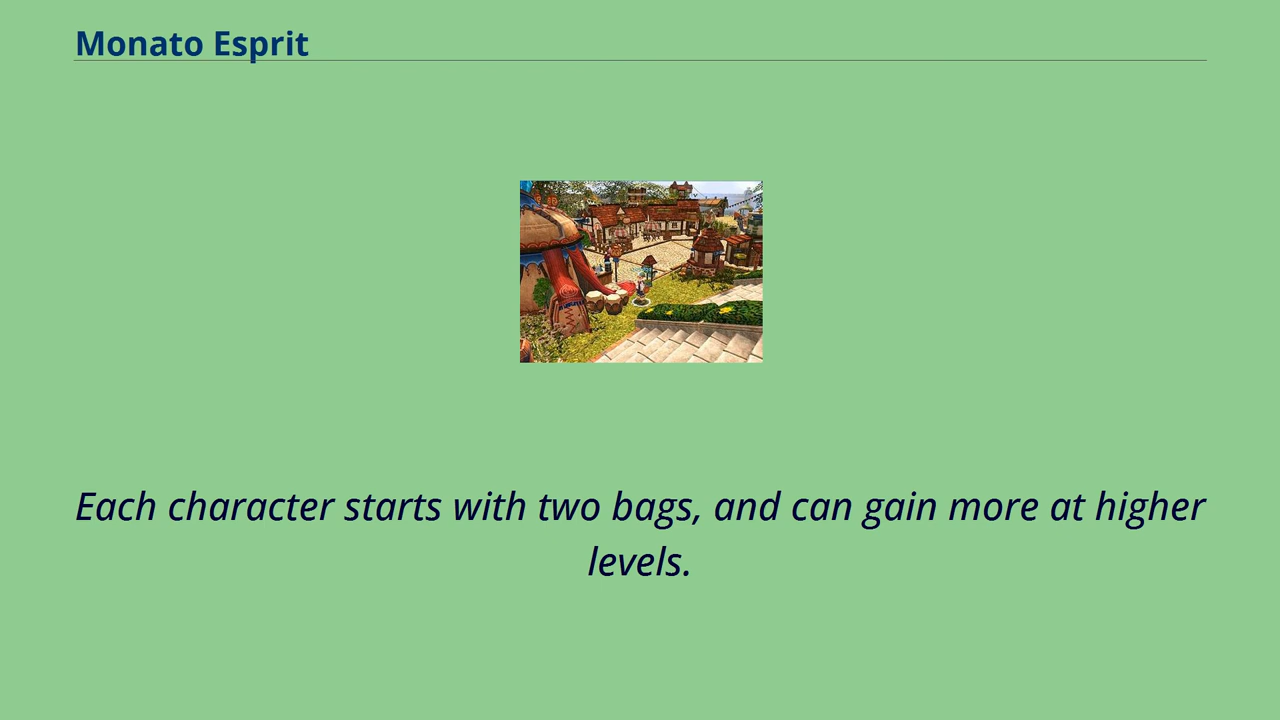 Monato Esprit
Each character starts with two bags, and can gain more at higher
levels.